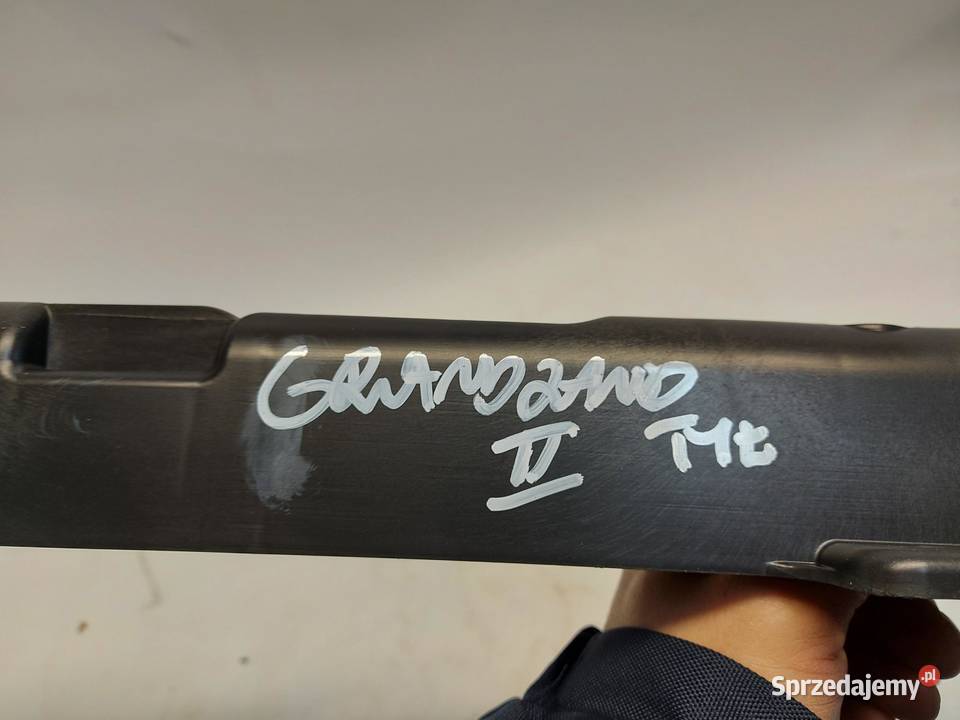 GRANDLAND
II TYŁ
Sprzedajemy.pl